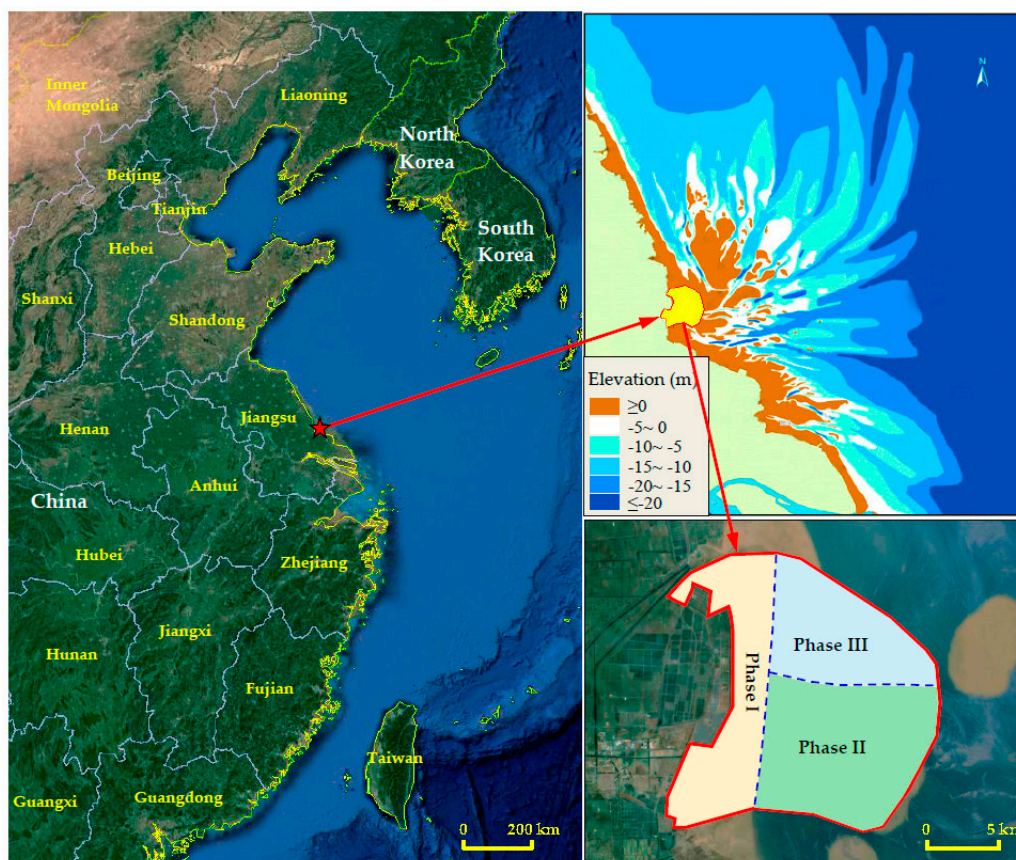 Inner
Mongolia
Liaoning
North
Korea
Beijing
Tianjin
South
Korea
Hebei
Shanxi
Shandong
Jiangsu
Henan
Anhui
China
Hubei
Zhejiang
Jiangxi
Hunan
Fujian
Taiwan
Guangxi
Guangdong
0 200 km
N
Elevation (m)
≥0
-5~ 0
-10~ -5
-15~ -10
-20~ -15
≤-20
Phase III
Phase I
Phase II
0 5 km